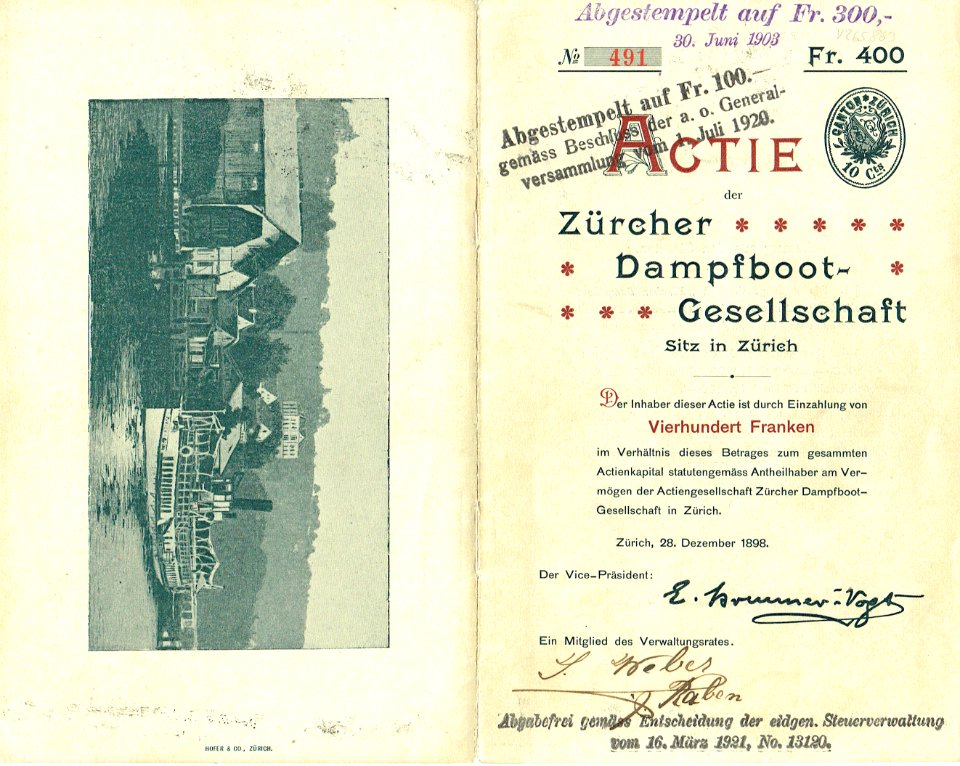 HOFER & CO., ZÜRICH.
Abgestempelt auf Fr. 300,-
30. Juni 1903
№ 491
Fr. 400
Abgestempelt auf Fr. 100.—
gemäss Beschluss der a. o. General-
versammlung vom 1. Juli 1920.
CANTON ZÜRICH
10 Cts
ACTIE
der
Zürcher
Dampfboot-
Gesellschaft
Sitz in Zürich
Der Inhaber dieser Actie ist durch Einzahlung von
Vierhundert Franken
im Verhältnis dieses Betrages zum gesammten
Actienkapital statutengemäss Antheilhaber am Ver-
mögen der Actiengesellschaft Zürcher Dampfboot-
Gesellschaft in Zürich.
Zürich, 28. Dezember 1898.
Der Vice-Präsident:
E. -Vogt
Ein Mitglied des Verwaltungsrates.
S. Weber
z. Raben
Abgabefrei gemäss Entscheidung der eidgen. Steuerverwaltung
vom 16. März 1921, No. 13120.